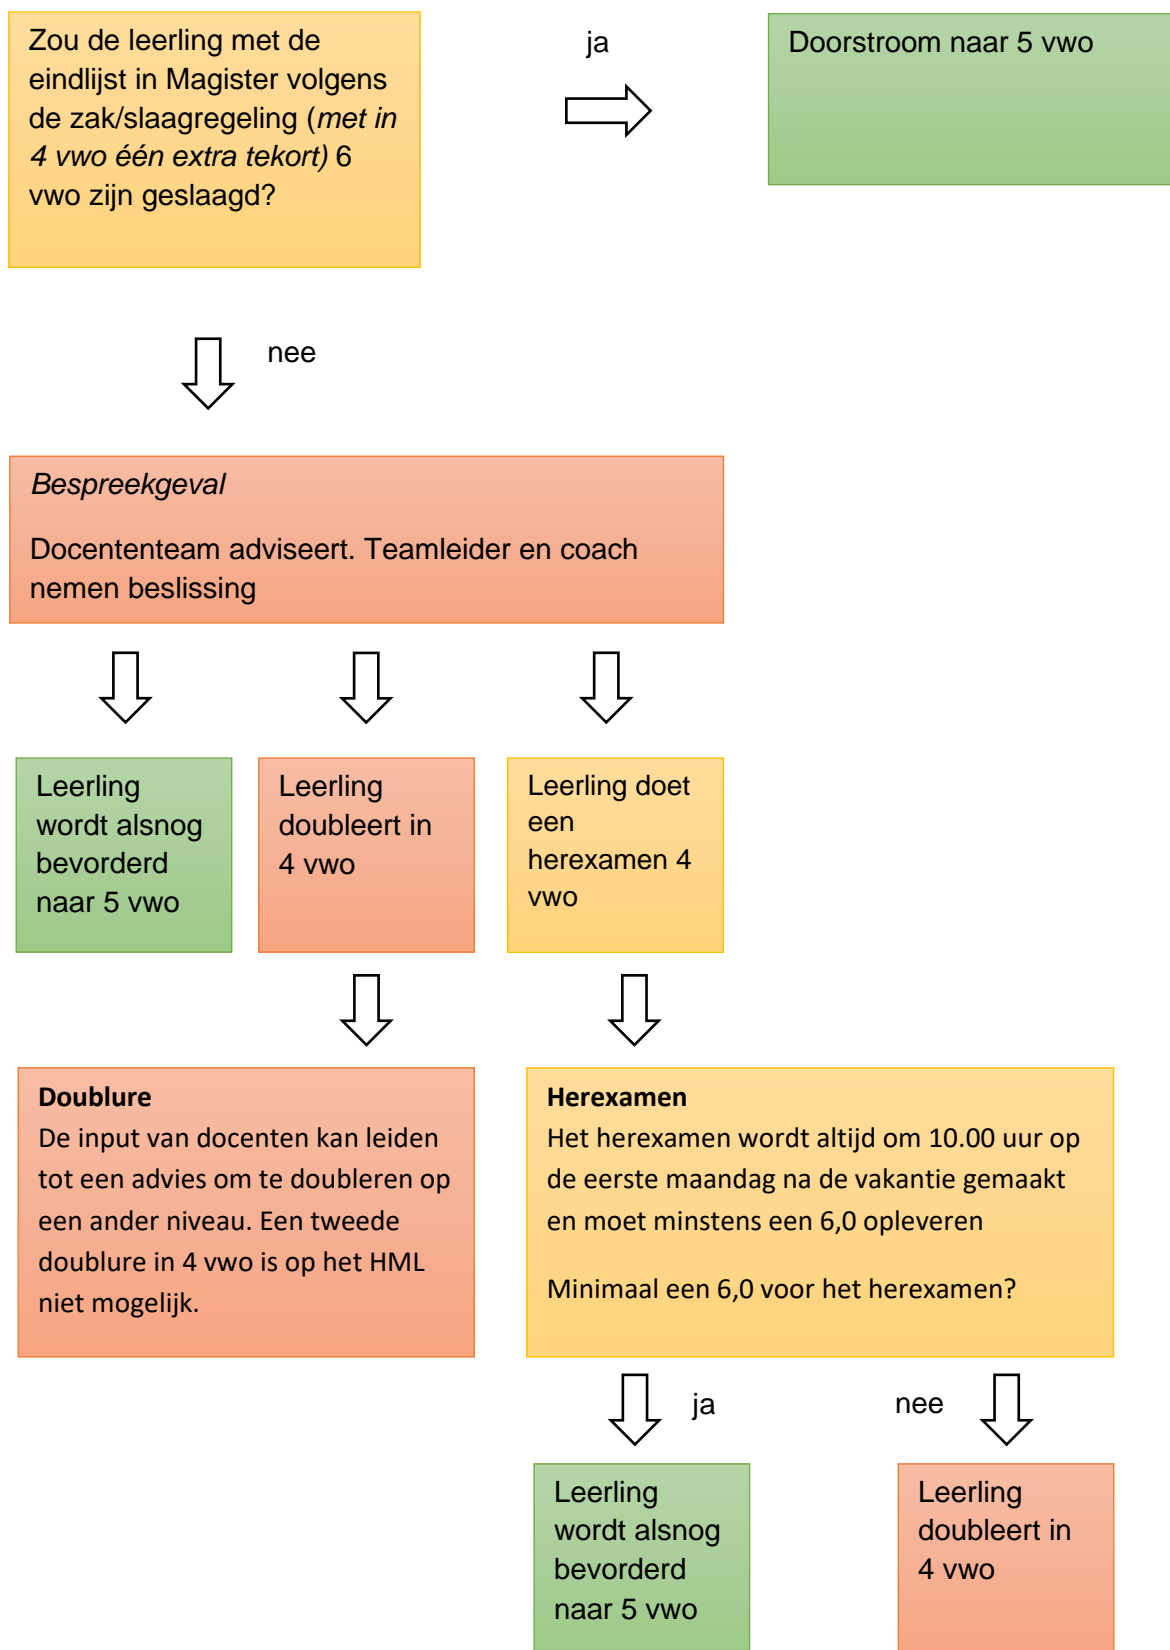 Zou de leerling met de
eindlijst in Magister volgens
de zak/slaagregeling (met in
4 vwo één extra tekort) 6
vwo zijn geslaagd?
ja
Doorstroom naar 5 vwo
nee
Bespreekgeval
Docententeam adviseert. Teamleider en coach
nemen beslissing
Leerling
wordt alsnog
bevorderd
naar 5 vwo
Leerling
doubleert in
4 vwo
Leerling doet
een
herexamen 4
vwo
Doublure
De input van docenten kan leiden
tot een advies om te doubleren op
een ander niveau. Een tweede
doublure in 4 vwo is op het HML
niet mogelijk.
Herexamen
Het herexamen wordt altijd om 10.00 uur op
de eerste maandag na de vakantie gemaakt
en moet minstens een 6,0 opleveren
Minimaal een 6,0 voor het herexamen?
ja
nee
Leerling
wordt alsnog
bevorderd
naar 5 vwo
Leerling
doubleert in
4 vwo